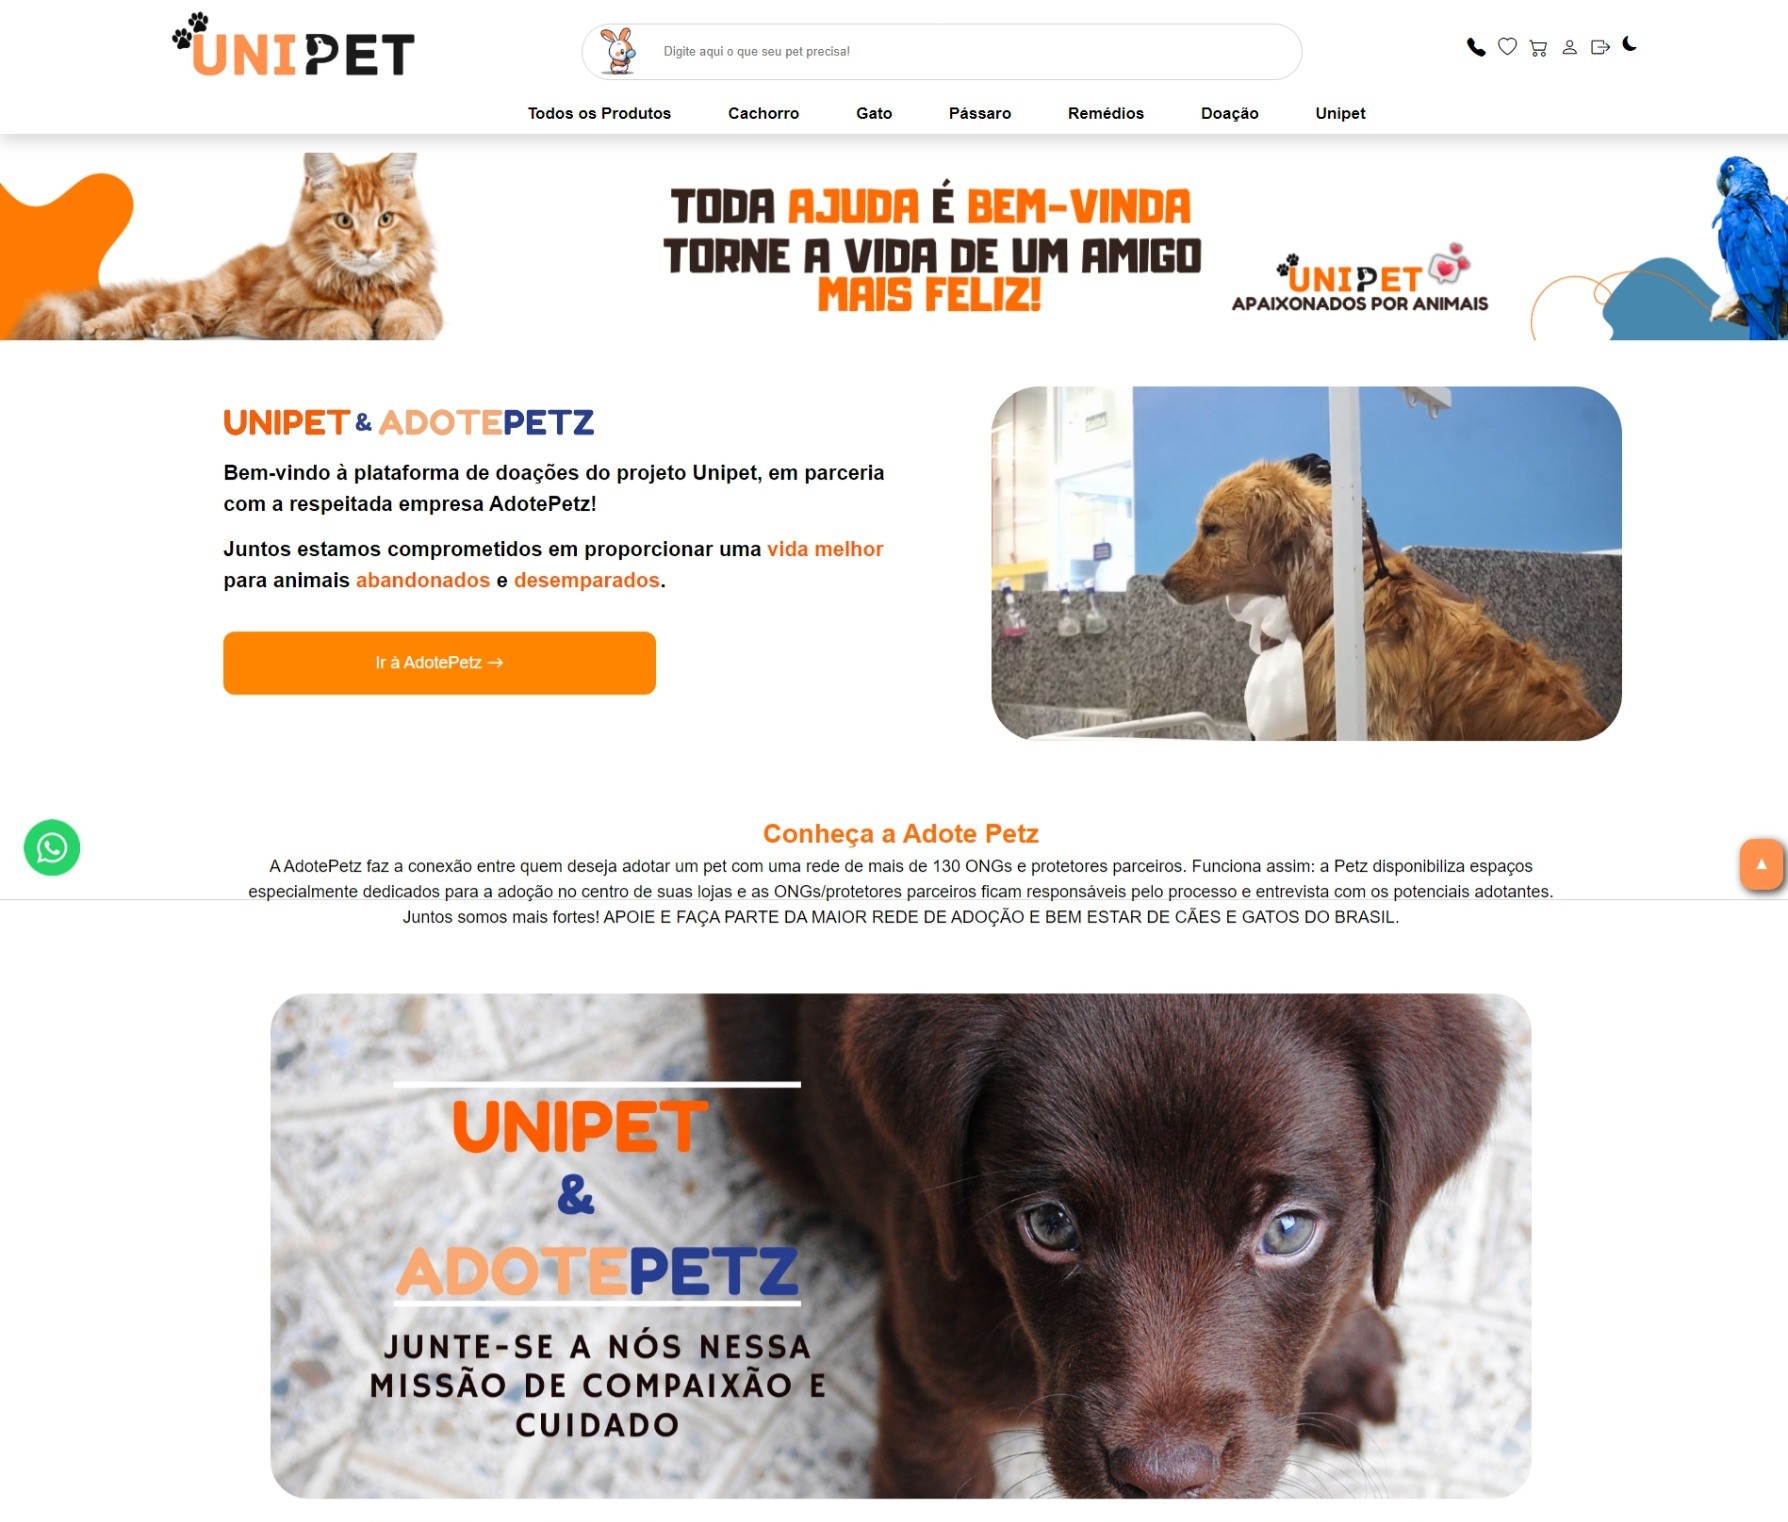 UNIPET
Digite aqui o que seu pet precisa!
Todos os Produtos
Cachorro
Gato
Pássaro
Remédios
Doação
Unipet
TODA AJUDA É BEM-VINDA
TORNE A VIDA DE UM AMIGO
MAIS FELIZ!
UNIPET
APAIXONADOS POR ANIMAIS
UNIPET & ADOTEPETZ
Bem-vindo à plataforma de doações do projeto Unipet, em parceria
com a respeitada empresa AdotePetz!
Juntos estamos comprometidos em proporcionar uma vida melhor
para animais abandonados e desemparados.
Ir à AdotePetz →
Conheça a Adote Petz
A AdotePetz faz a conexão entre quem deseja adotar um pet com uma rede de mais de 130 ONGs e protetores parceiros. Funciona assim: a Petz disponibiliza espaços
especialmente dedicados para a adoção no centro de suas lojas e as ONGs/protetores parceiros ficam responsáveis pelo processo e entrevista com os potenciais adotantes.
Juntos somos mais fortes! APOIE E FAÇA PARTE DA MAIOR REDE DE ADOÇÃO E BEM ESTAR DE CÃES E GATOS DO BRASIL.
UNIPET
&
ADOTEPETZ
JUNTE-SE A NÓS NESSA
MISSÃO DE COMPAIXÃO E
CUIDADO